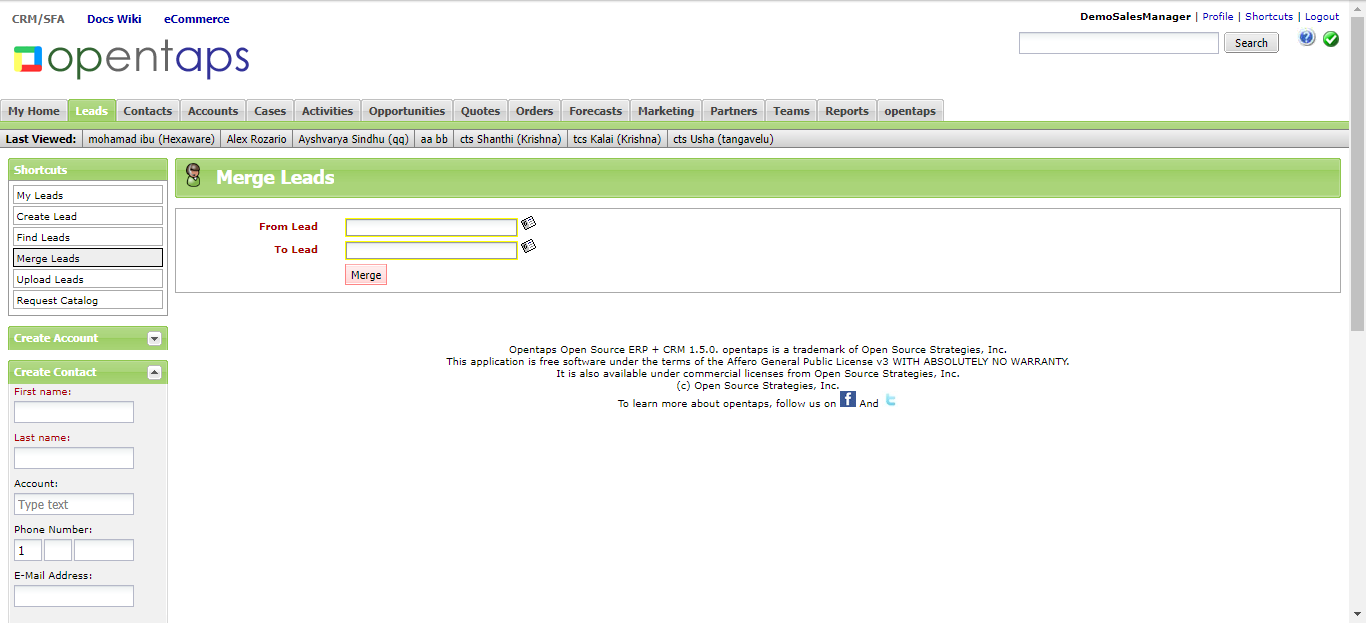 CRM/SFA Docs Wiki eCommerce
DemoSalesManager | Profile | Shortcuts | Logout
opentaps
Search
My Home Leads Contacts Accounts Cases Activities Opportunities Quotes Orders Forecasts Marketing Partners Teams Reports opentaps
Last Viewed: mohamad ibu (Hexaware) Alex Rozario Ayshvarya Sindhu (qq) aa bb cts Shanthi (Krishna) tcs Kalai (Krishna) cts Usha (tangavelu)
Shortcuts
My Leads
Create Lead
Find Leads
Merge Leads
Upload Leads
Request Catalog
Create Account
Create Contact
First name:
Last name:
Account:
Type text
Phone Number:
1
E-Mail Address:
Merge Leads
From Lead
To Lead
Merge
Opentaps Open Source ERP + CRM 1.5.0. opentaps is a trademark of Open Source Strategies, Inc.
This application is free software under the terms of the Affero General Public License v3 WITH ABSOLUTELY NO WARRANTY.
It is also available under commercial licenses from Open Source Strategies, Inc.
(c) Open Source Strategies, Inc.
To learn more about opentaps, follow us on f And t